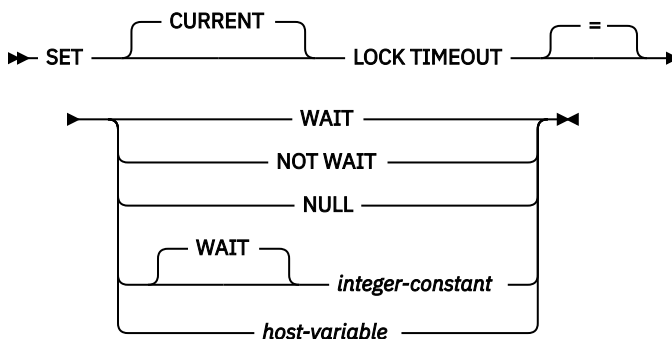 CURRENT
SET LOCK TIMEOUT =
WAIT
NOT WAIT
NULL
WAIT
integer-constant
host-variable